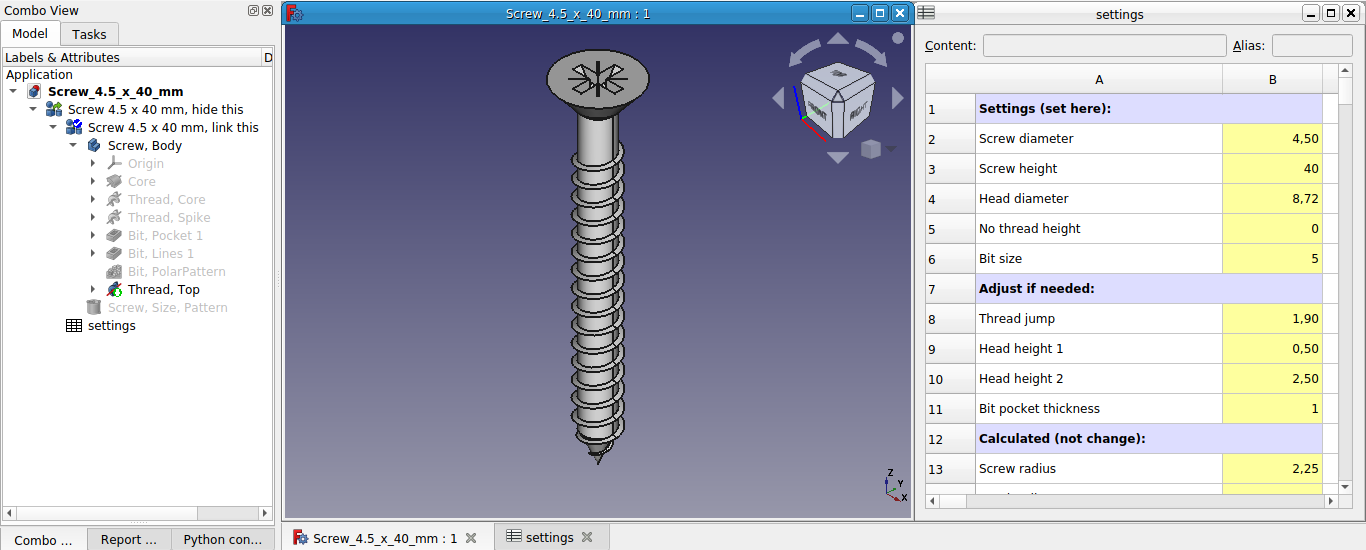 Combo View
Model
Tasks
Labels & Attributes
D
Application
Screw_4.5_x_40_mm
Screw 4.5 x 40 mm, hide this
Screw 4.5 x 40 mm, link this
Screw, Body
Origin
Core
Thread, Core
Thread, Spike
Bit, Pocket 1
Bit, Lines 1
Bit, PolarPattern
Thread, Top
Screw, Size, Pattern
settings
Combo ...
Report ...
Python con...
Screw_4.5_x_40_mm : 1
FRONT
RIGHT
Z
Y
X
Screw_4.5_x_40_mm : 1
settings
settings
Content:
Alias:
A B
1 Settings (set here):
2 Screw diameter 4,50
3 Screw height 40
4 Head diameter 8,72
5 No thread height 0
6 Bit size 5
7 Adjust if needed:
8 Thread jump 1,90
9 Head height 1 0,50
10 Head height 2 2,50
11 Bit pocket thickness 1
12 Calculated (not change):
13 Screw radius 2,25